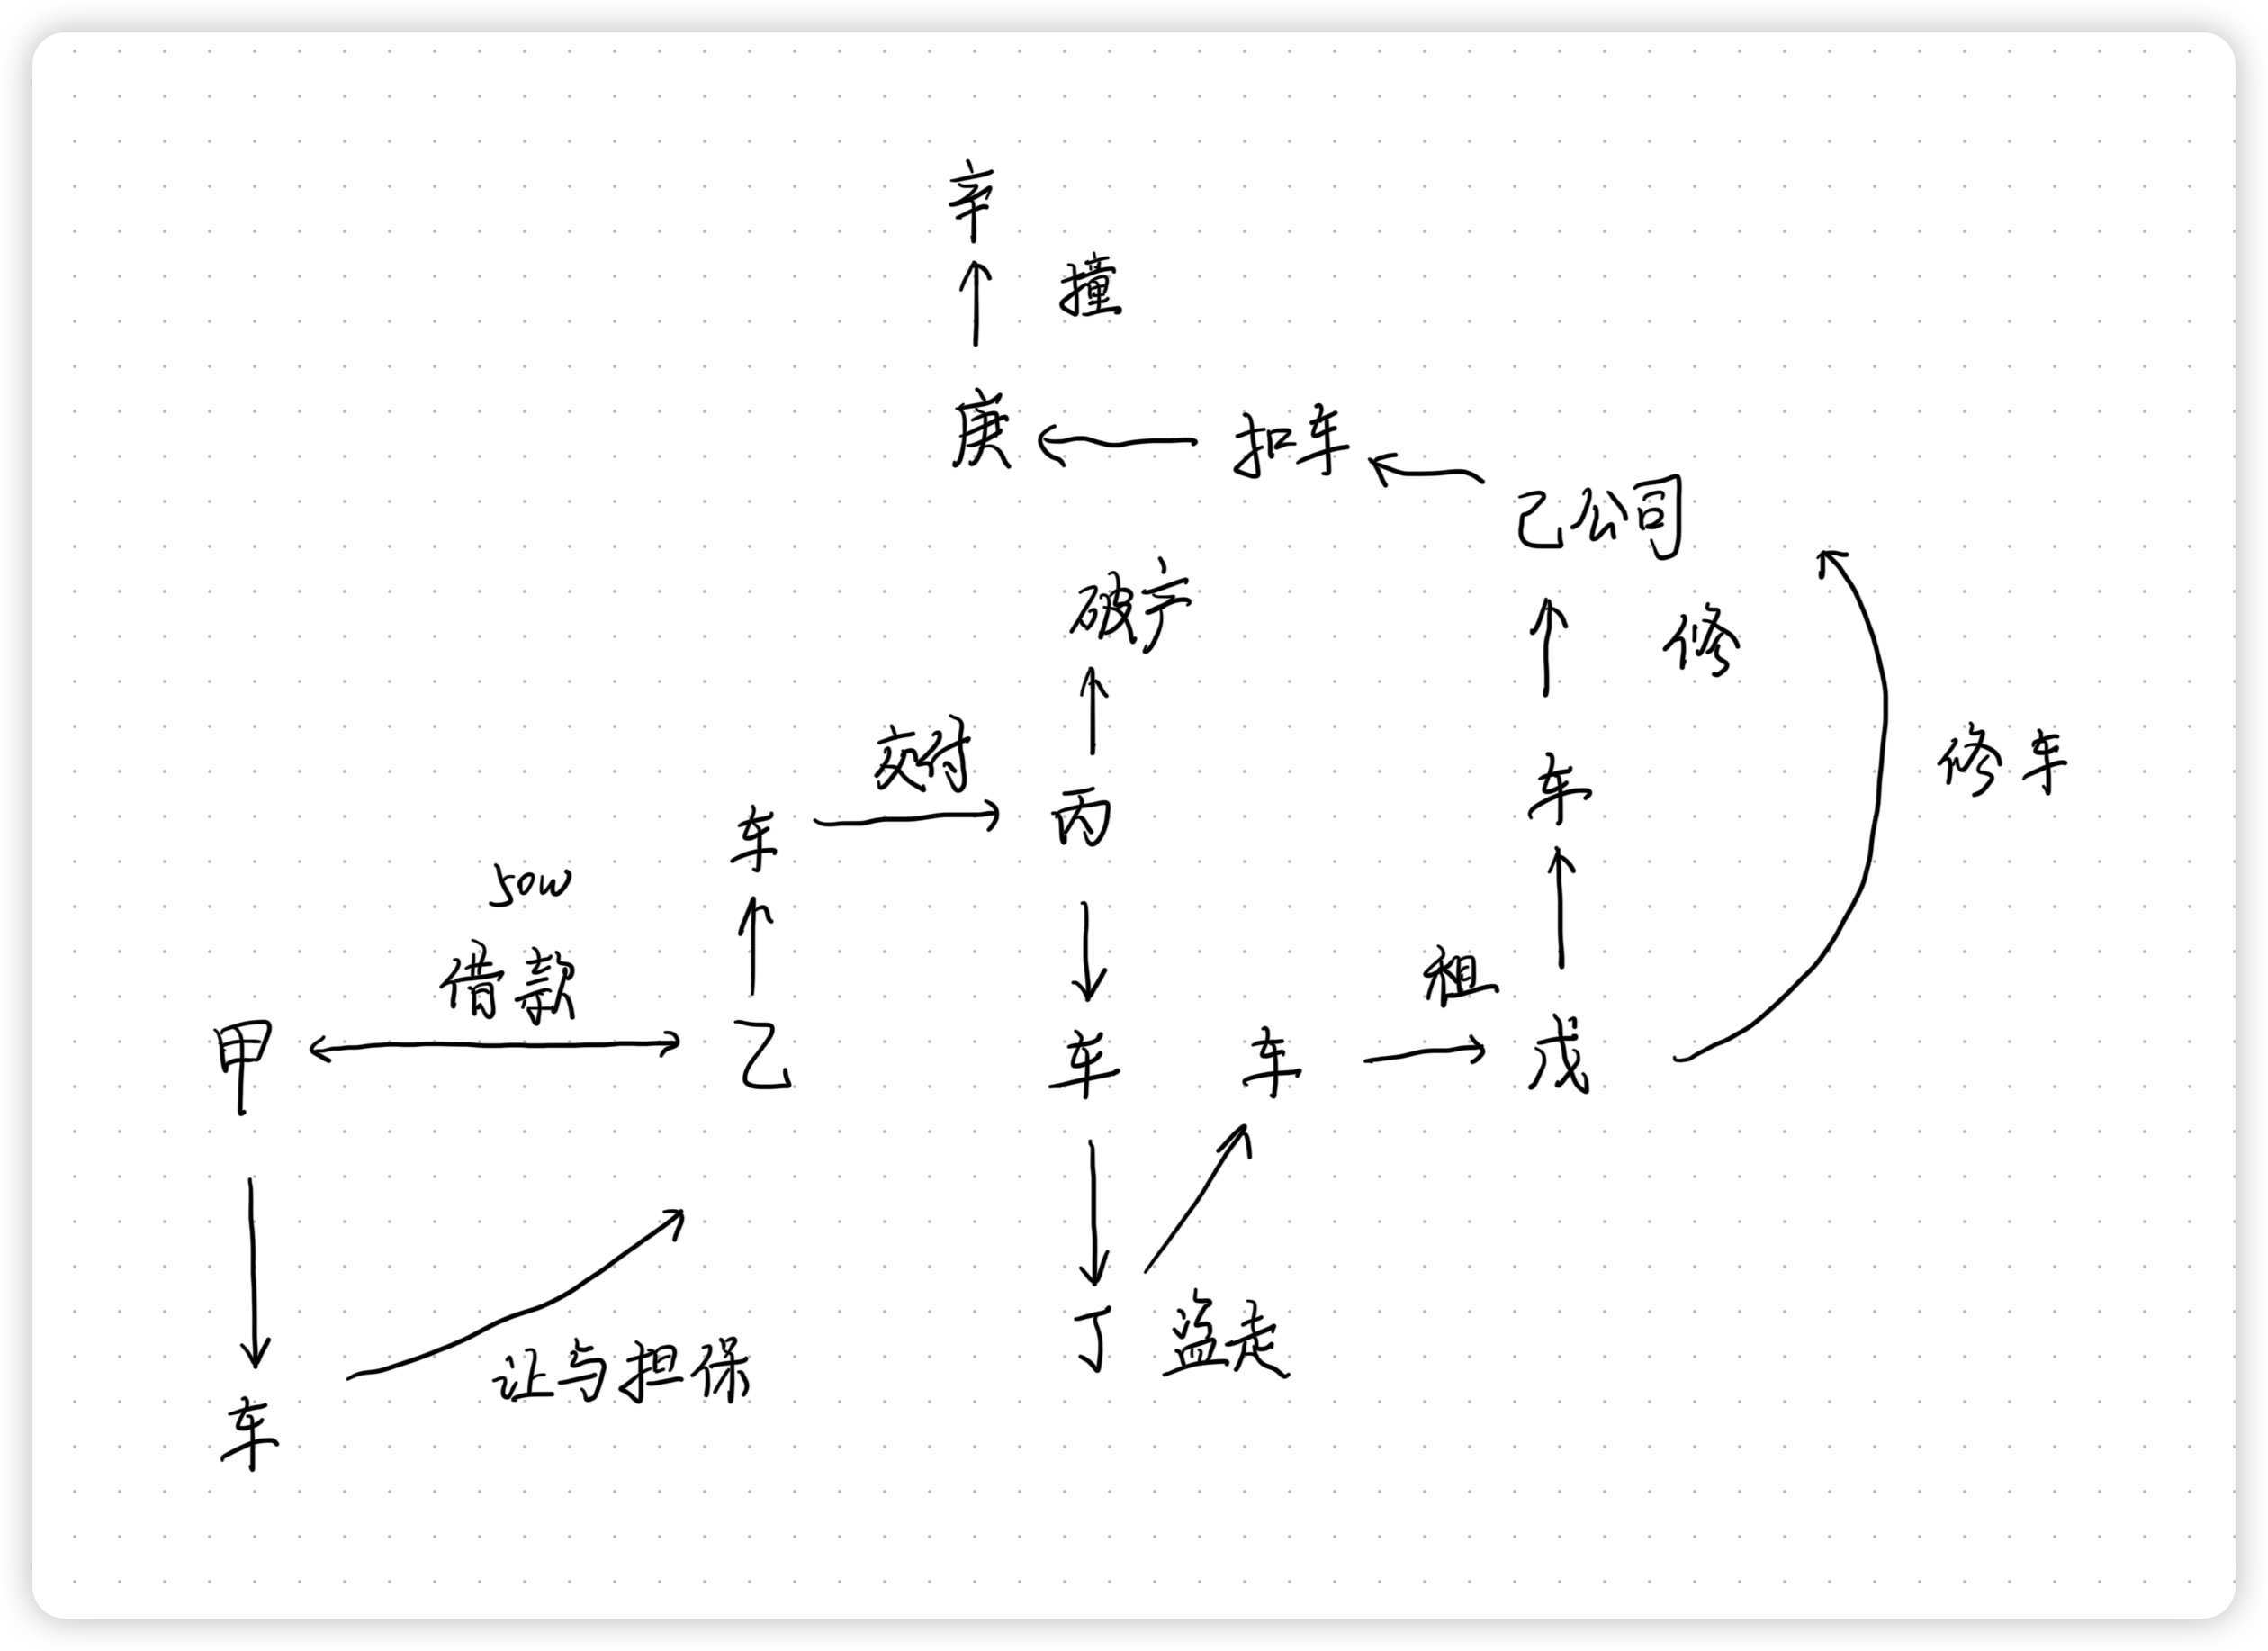 辛
撞
庚
扣车
己公司
破产
修
交付
修车
车
丙
车
50w
借款
租
甲
乙
车
车
戊
丁 盗走
让与担保
车